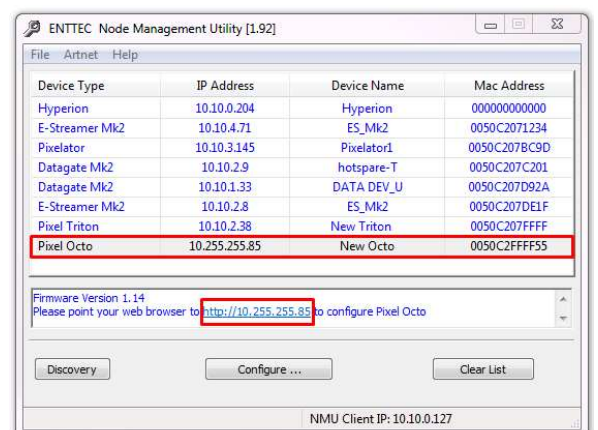 ENTTEC Node Management Utility [1.92]
File Artnet Help
Device Type IP Address Device Name Mac Address
Hyperion 10.10.0.204 Hyperion 000000000000
E-Streamer Mk2 10.10.4.71 ES_Mk2 0050C2071234
Pixelator 10.10.3.145 Pixelator1 0050C207BC9D
Datagate Mk2 10.10.2.9 hotspare-T 0050C207C201
Datagate Mk2 10.10.1.33 DATA DEV_U 0050C207D92A
E-Streamer Mk2 10.10.2.8 ES_Mk2 0050C207DE1F
Pixel Triton 10.10.2.38 New Triton 0050C207FFFF
Pixel Octo 10.255.255.85 New Octo 0050C2FFFF55
Firmware Version 1.14
Please point your web browser to http://10.255.255.85 to configure Pixel Octo
Discovery Configure ... Clear List
NMU Client IP: 10.10.0.127